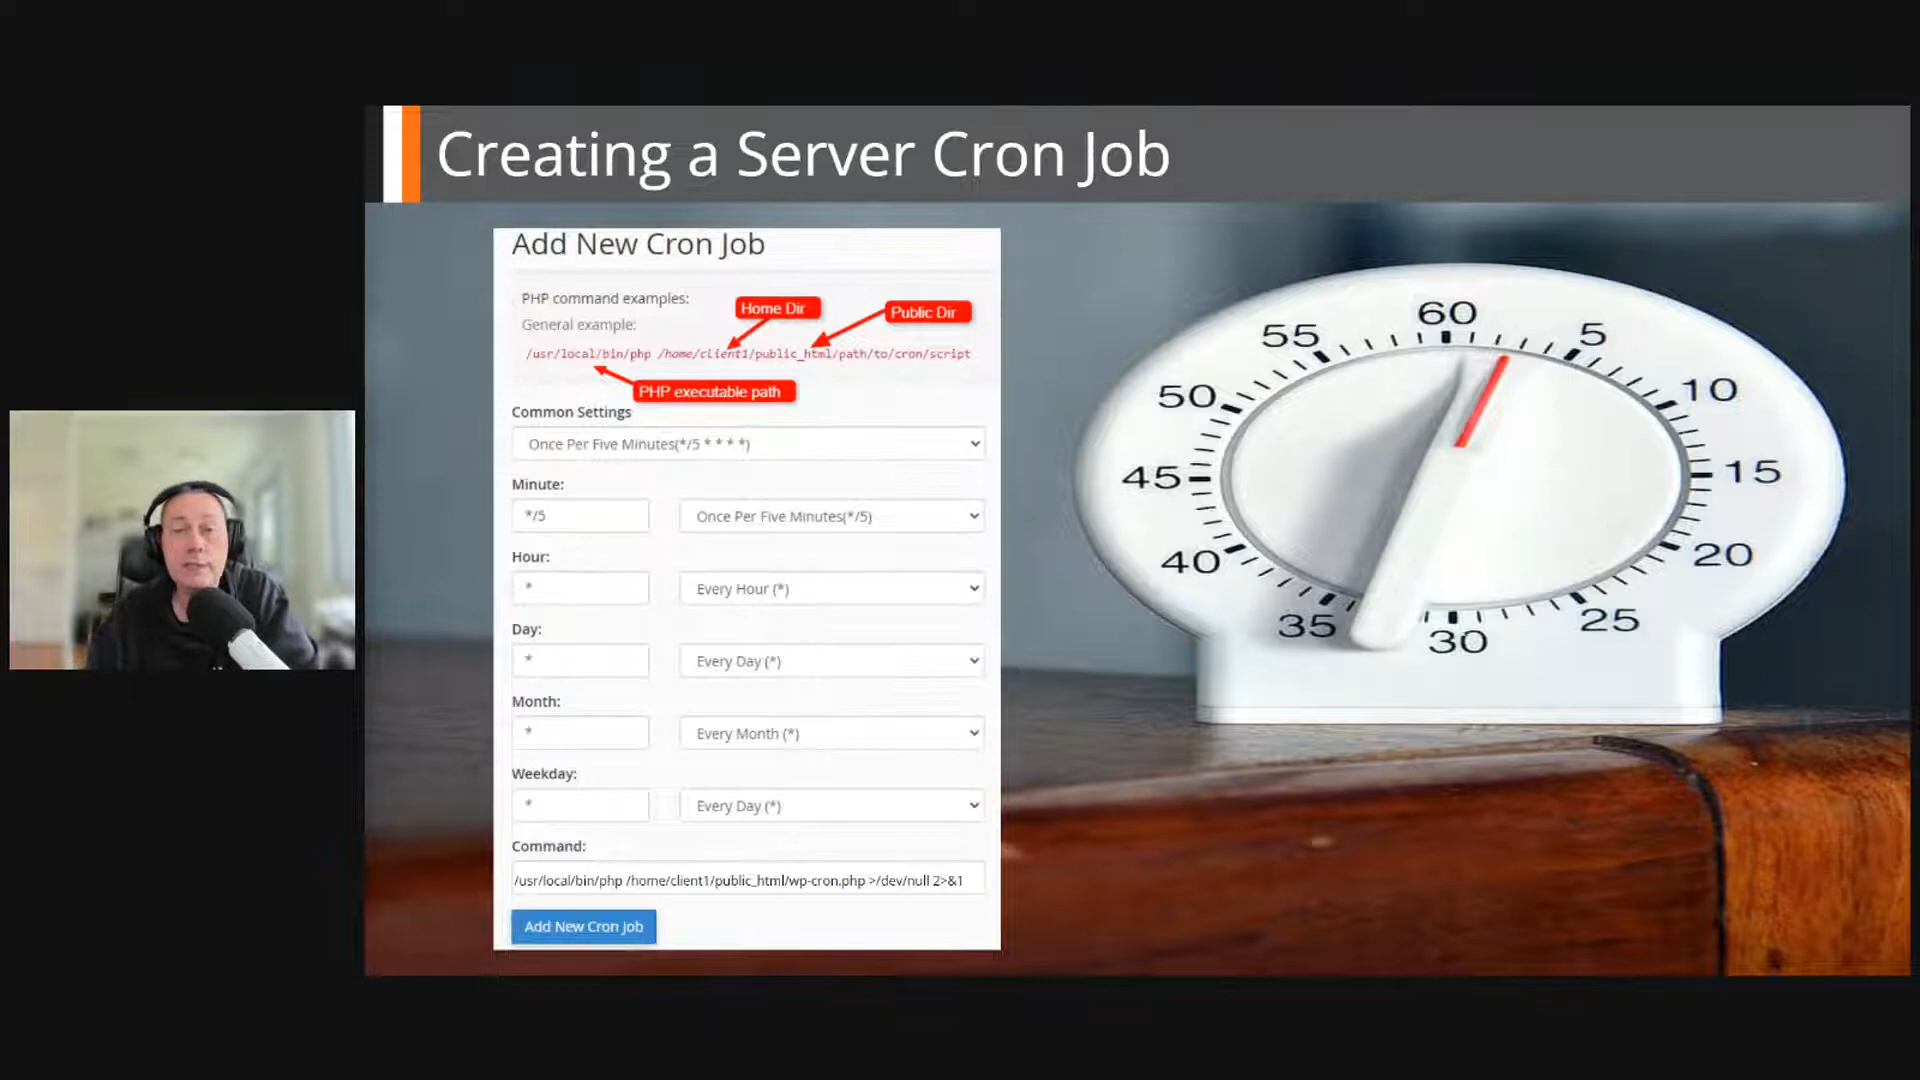 Creating a Server Cron Job
Add New Cron Job
PHP command examples:
Home Dir
Public Dir
General example:
/usr/local/bin/php /home/client1/public_html/path/to/cron/script
PHP executable path
Common Settings
Once Per Five Minutes(*/5 * * * *)
Minute:
*/5
Once Per Five Minutes(*/5)
Hour:
*
Every Hour (*)
Day:
*
Every Day (*)
Month:
*
Every Month (*)
Weekday:
*
Every Day (*)
Command:
/usr/local/bin/php /home/client1/public_html/wp-cron.php >/dev/null 2>&1
Add New Cron Job
60
5
10
15
20
25
30
35
40
45
50
55